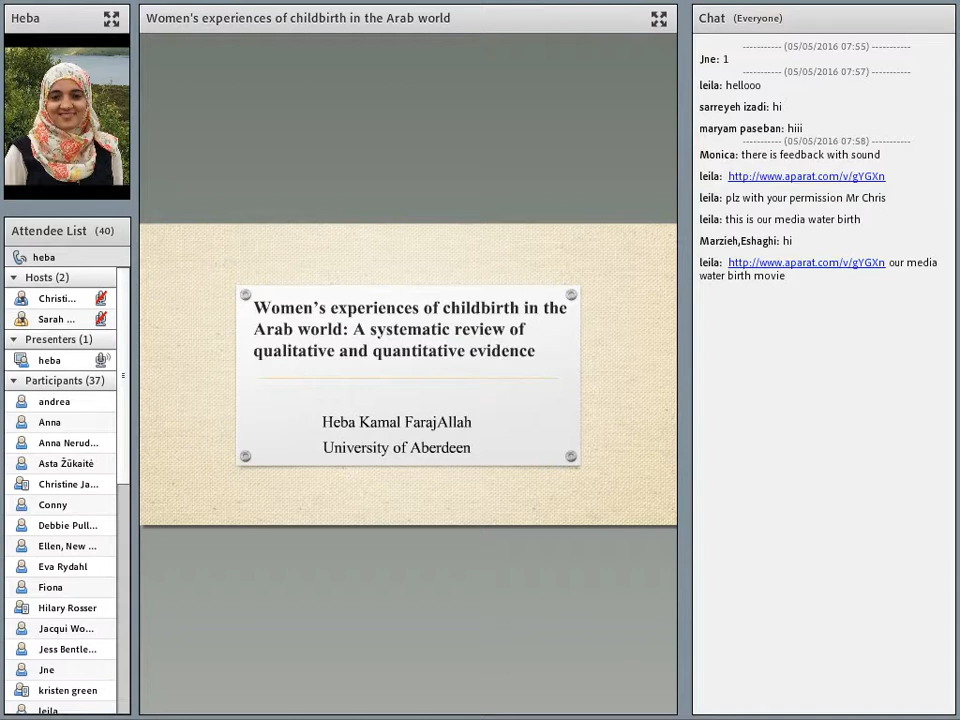 Heba
Women's experiences of childbirth in the Arab world
Chat (Everyone)
Attendee List (40)
heba
Hosts (2)
Christi...
Sarah ...
Presenters (1)
heba
Participants (37)
andrea
Anna
Anna Nerud...
Asta Žūkaitė
Christine Ja...
Conny
Debbie Pull...
Ellen, New ...
Eva Rydahl
Fiona
Hilary Rosser
Jacqui Wo...
Jess Bentle...
Jne
kristen green
leila
Women’s experiences of childbirth in the
Arab world: A systematic review of
qualitative and quantitative evidence
Heba Kamal FarajAllah
University of Aberdeen
----------- (05/05/2016 07:55) -----------
Jne: 1
----------- (05/05/2016 07:57) -----------
leila: hellooo
sarreyeh izadi: hi
maryam paseban: hiii
----------- (05/05/2016 07:58) -----------
Monica: there is feedback with sound
leila: http://www.aparat.com/v/gYGXn
leila: plz with your permission Mr Chris
leila: this is our media water birth
Marzieh,Eshaghi: hi
leila: http://www.aparat.com/v/gYGXn our media
water birth movie